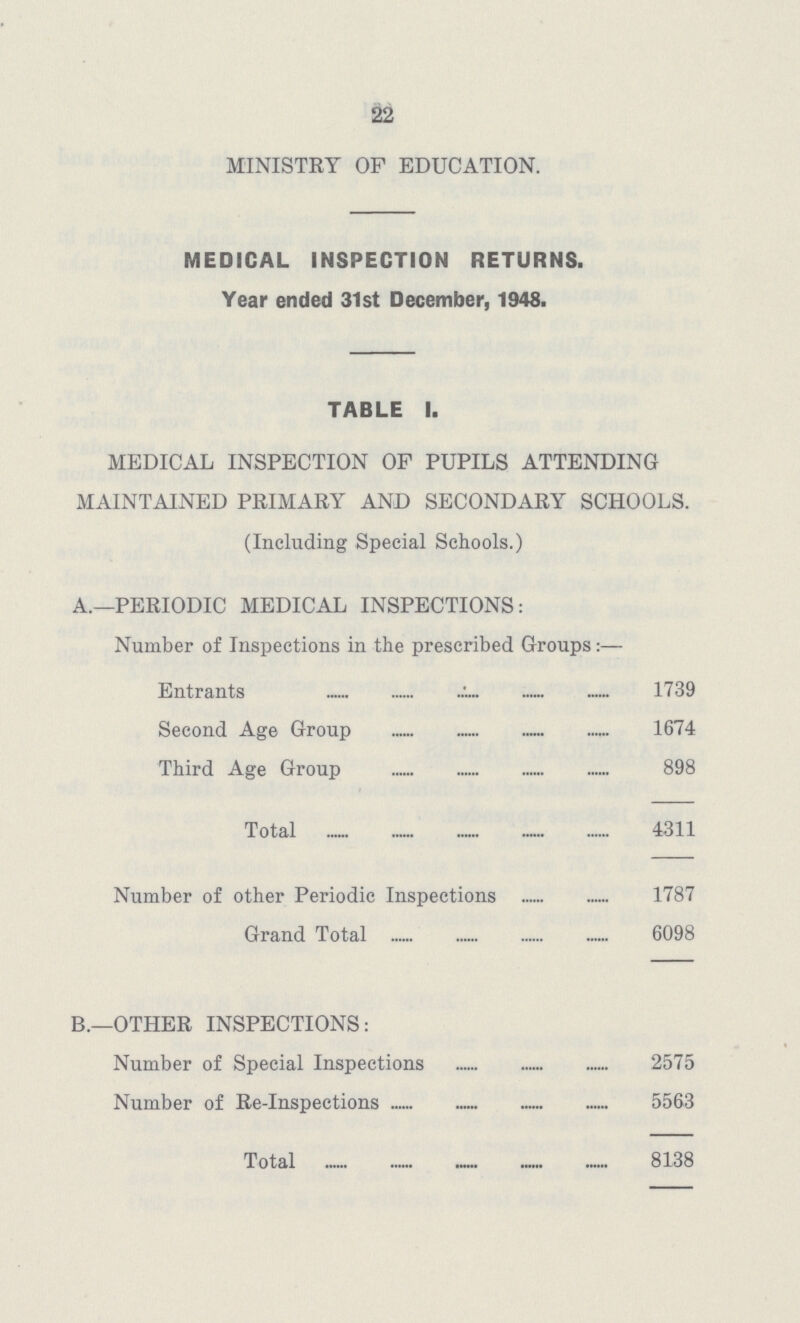 22
MINISTRY OF EDUCATION.
MEDICAL INSPECTION RETURNS.
Year ended 31st December, 1948.
TABLE I.
MEDICAL INSPECTION OF PUPILS ATTENDING
MAINTAINED PRIMARY AND SECONDARY SCHOOLS.
(Including Special Schools.)
A.—PERIODIC MEDICAL INSPECTIONS:
Number of Inspections in the prescribed Groups:—
Entrants ...... ...... ...... ...... ...... 1739
Second Age Group ...... ...... ...... ...... 1674
Third Age Group ...... ...... ...... ...... 898
Total ...... ...... ...... ...... ...... 4311
Number of other Periodic Inspections ...... ...... 1787
Grand Total ...... ...... ...... ...... 6098
B.—OTHER INSPECTIONS:
Number of Special Inspections ...... ...... ...... 2575
Number of Re-Inspections ...... ...... ...... ...... 5563
Total ...... ...... ...... ...... ...... 8138